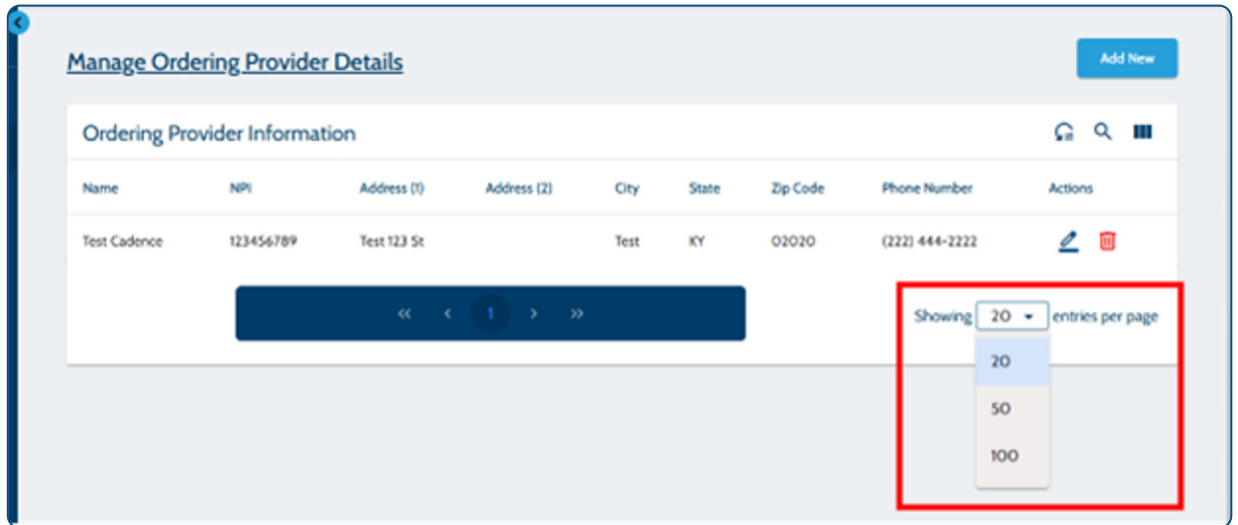 Manage Ordering Provider Details
Add New
Ordering Provider Information
Name NPI Address (1) Address (2) City State Zip Code Phone Number Actions
Test Cadence 123456789 Test 123 St Test KY 02020 (222) 444-2222
« < 1 > »
Showing 20 entries per page
20
50
100